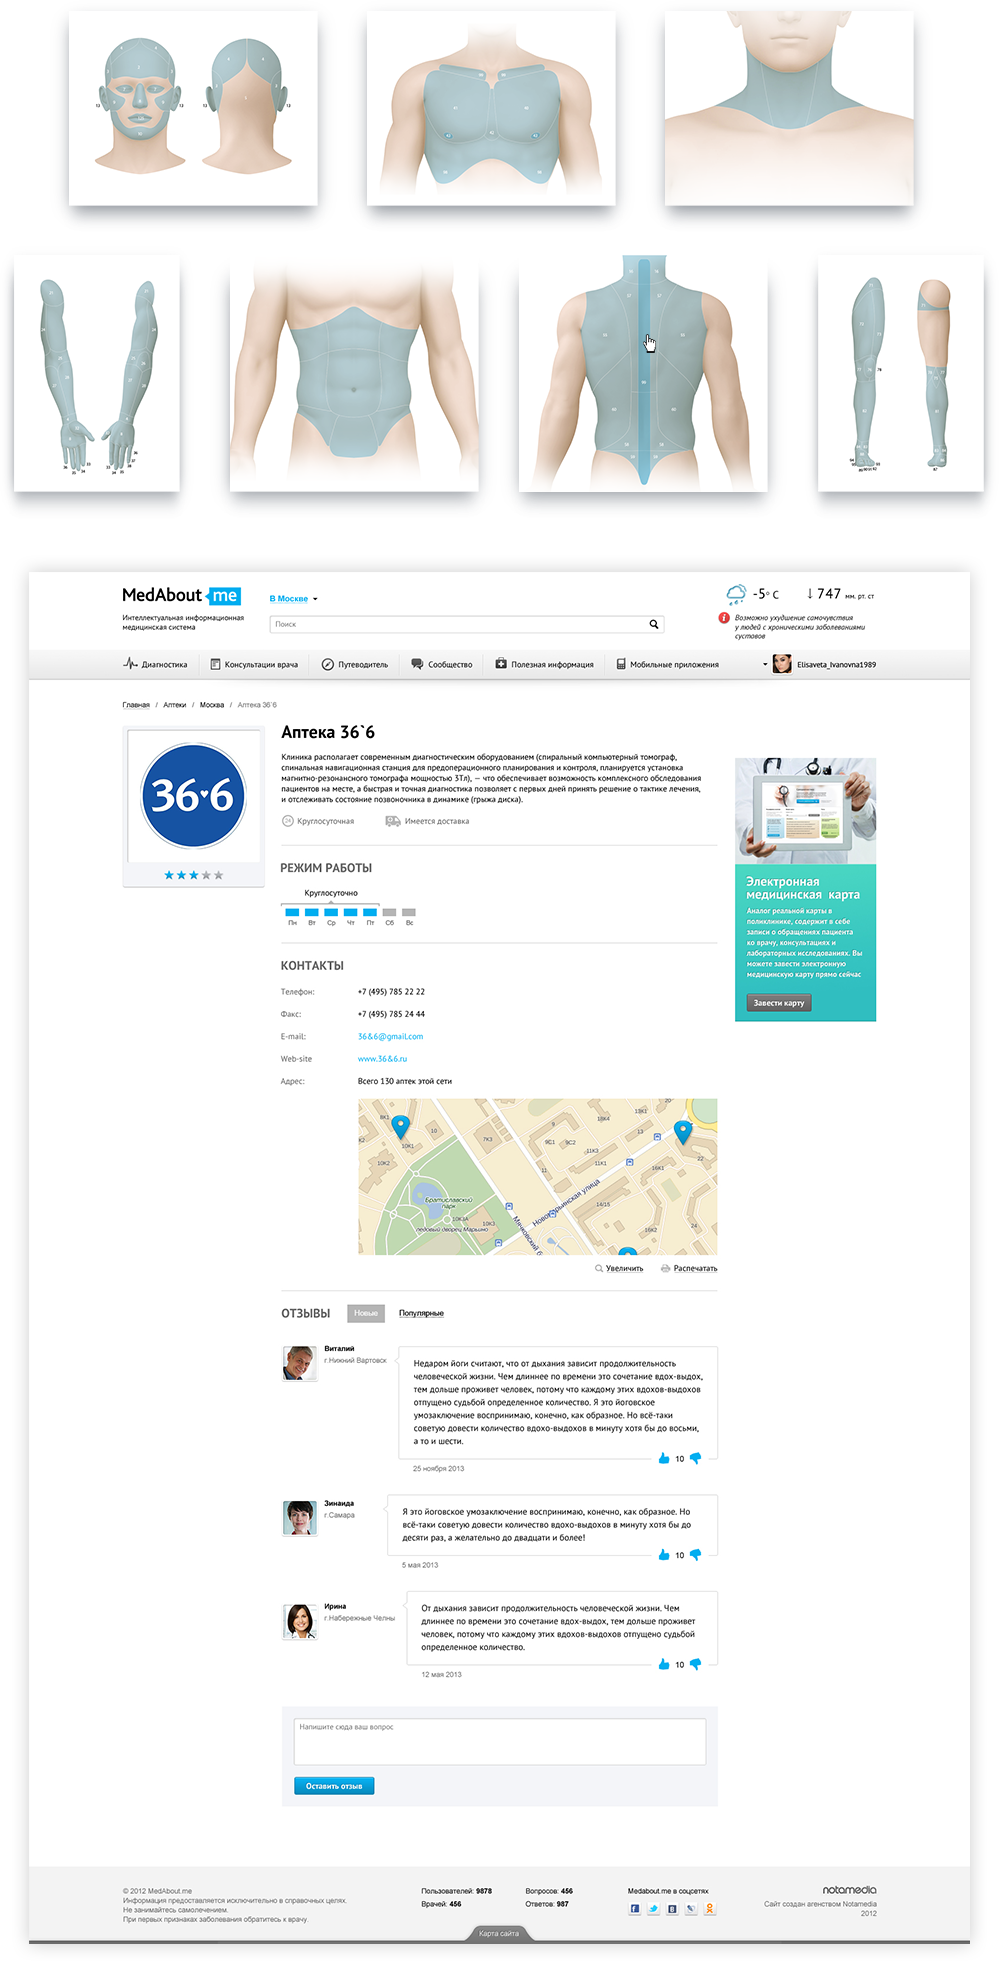 MedAbout me
Интеллектуальная информационная
медицинская система
В Москве
Поиск
-5° C
↓ 747 мм. рт. ст
Возможно ухудшение самочувствия
у людей с хроническими заболеваниями
суставов
Диагностика
Консультации врача
Путеводитель
Сообщество
Полезная информация
Мобильные приложения
Elisaveta_Ivanovna1989
Главная / Аптеки / Москва / Аптека 36`6
36 6
Аптека 36`6
Клиника располагает современным диагностическим оборудованием (спиральный компьютерный томограф,
спинальная навигационная станция для предоперационного планирования и контроля, планируется установка
магнитно-резонансного томографа мощностью 3Тл), — что обеспечивает возможность комплексного обследования
пациентов на месте, а быстрая и точная диагностика позволяет с первых дней принять решение о тактике лечения,
и отслеживать состояние позвоночника в динамике (грыжа диска).
24 Круглосуточная
Имеется доставка
РЕЖИМ РАБОТЫ
Круглосуточно
Пн Вт Ср Чт Пт Сб Вс
КОНТАКТЫ
Телефон: +7 (495) 785 22 22
Факс: +7 (495) 785 24 44
E-mail: 36&6@gmail.com
Web-site www.36&6.ru
Адрес: Всего 130 аптек этой сети
Братиславский
парк
ледовый дворец Марьино
Новомарьинская улица
Мячковский б
Увеличить
Распечатать
Электронная
медицинская карта
Аналог реальной карты в
поликлинике, содержит в себе
записи о обращениях пациента
ко врачу, консультациях и
лабораторных исследованиях. Вы
можете завести электронную
медицинскую карту прямо сейчас
Завести карту
ОТЗЫВЫ
Новые
Популярные
Виталий
г.Нижний Вартовск
Недаром йоги считают, что от дыхания зависит продолжительность
человеческой жизни. Чем длиннее по времени это сочетание вдох-выдох,
тем дольше проживет человек, потому что каждому этих вдохов-выдохов
отпущено судьбой определенное количество. Я это йоговское
умозаключение воспринимаю, конечно, как образное. Но всё-таки
советую довести количество вдохо-выдохов в минуту хотя бы до восьми,
а то и шести.
10
25 ноября 2013
Зинаида
г.Самара
Я это йоговское умозаключение воспринимаю, конечно, как образное. Но
всё-таки советую довести количество вдохо-выдохов в минуту хотя бы до
десяти раз, а желательно до двадцати и более!
10
5 мая 2013
Ирина
г.Набережные Челны
От дыхания зависит продолжительность человеческой жизни. Чем
длиннее по времени это сочетание вдох-выдох, тем дольше проживет
человек, потому что каждому этих вдохов-выдохов отпущено судьбой
определенное количество.
10
12 мая 2013
Напишите сюда ваш вопрос
Оставить отзыв
© 2012 MedAbout.me
Информация предоставляется исключительно в справочных целях.
Не занимайтесь самолечением.
При первых признаках заболевания обратитесь к врачу.
Пользователей: 9878
Врачей: 456
Вопросов: 456
Ответов: 987
Medabout.me в соцсетях
notamedia
Сайт создан агенством Notamedia
2012
Карта сайта